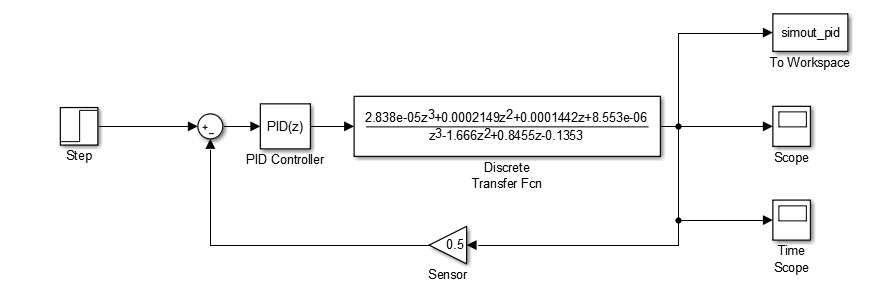 simout_pid
To Workspace
2.838e-05z3+0.0002149z2+0.0001442z+8.553e-06
z3-1.666z2+0.8455z-0.1353
+
−
PID(z)
Step
PID Controller
Discrete
Transfer Fcn
Scope
0.5
Sensor
Time
Scope